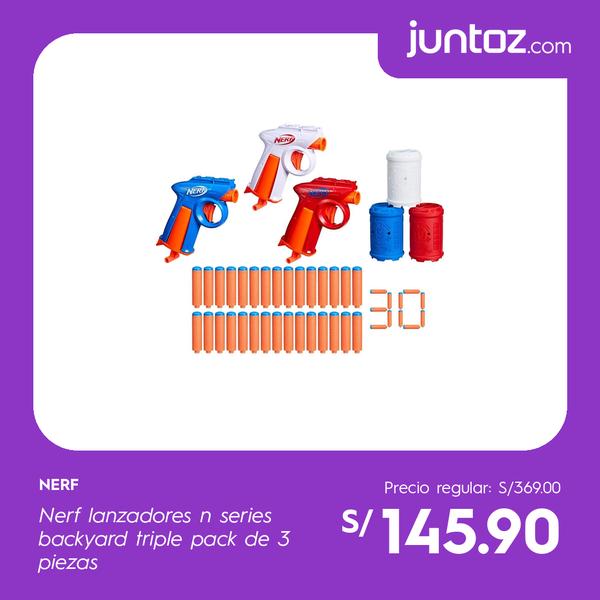 juntoz.com
NERF
NERF
30
NERF
Precio regular: S/369.00
Nerf lanzadores n series
backyard triple pack de 3
piezas
S/145.90